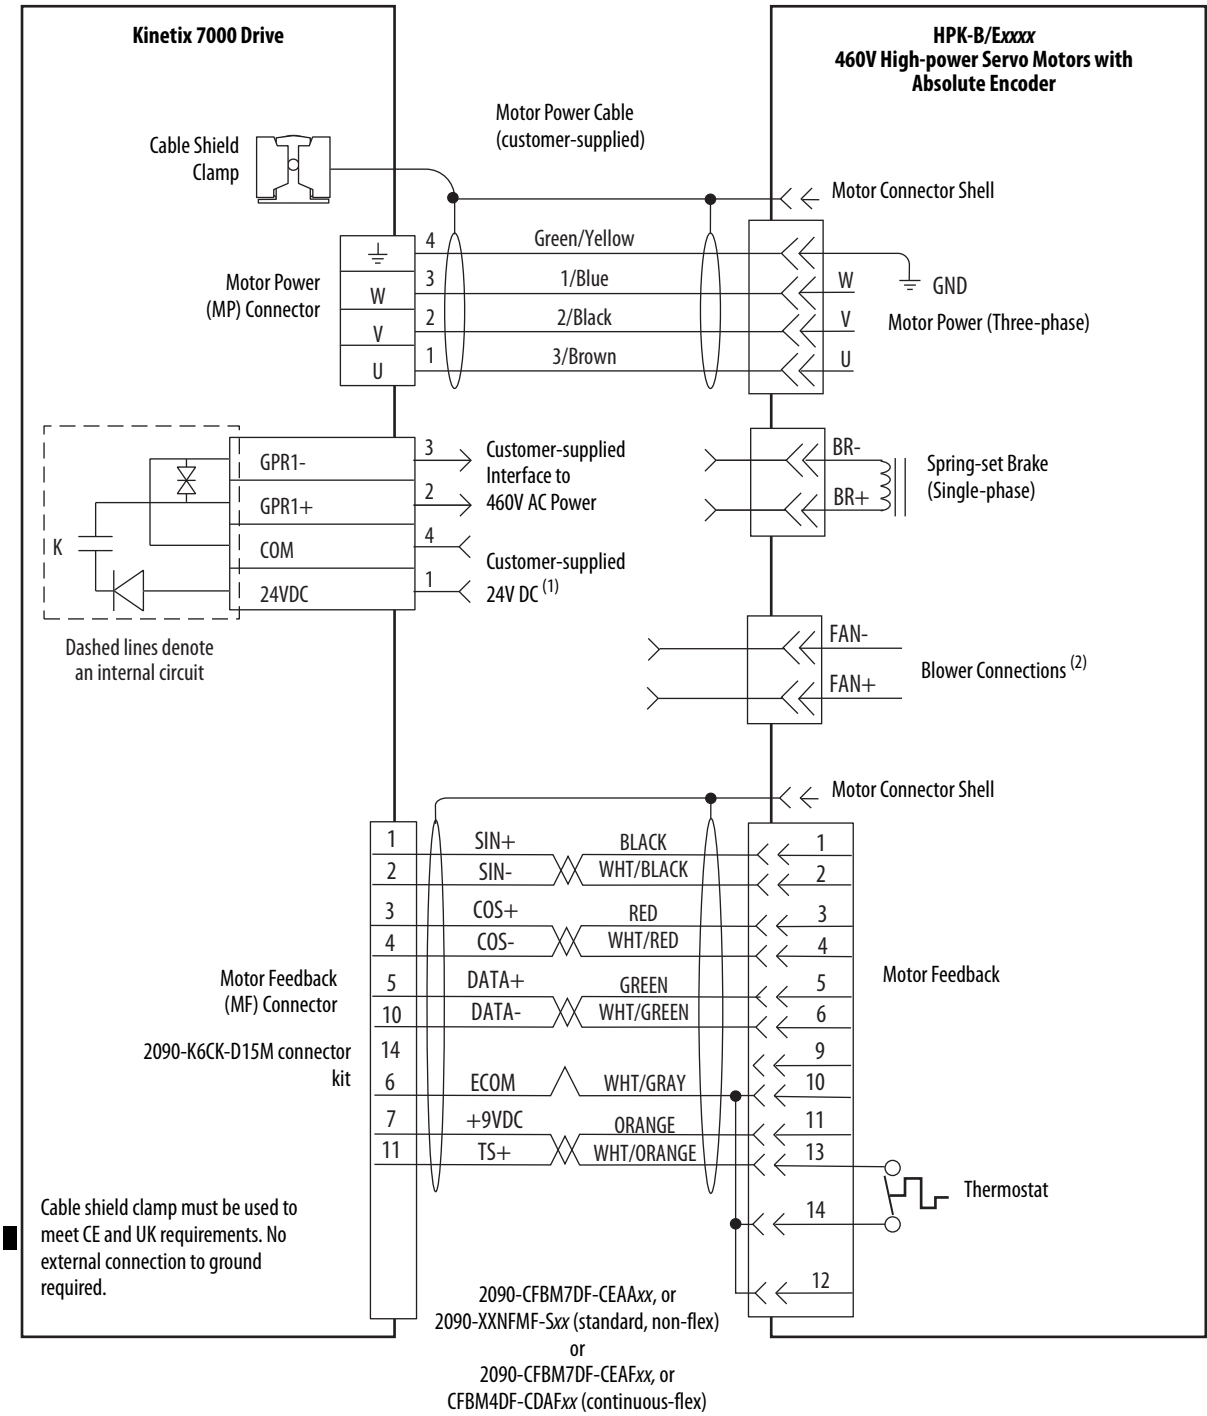 Kinetix 7000 Drive
HPK-B/Exxxx
460V High-power Servo Motors with
Absolute Encoder
Motor Power Cable
(customer-supplied)
Cable Shield
Clamp
Motor Connector Shell
Motor Power
(MP) Connector
4
Green/Yellow
GND
W
3
1/Blue
W
V
2
2/Black
V
Motor Power (Three-phase)
U
1
3/Brown
U
K
GPR1-
3
GPR1+
2
COM
4
24VDC
1
Customer-supplied
Interface to
460V AC Power
Customer-supplied
24V DC (1)
BR-
BR+
Spring-set Brake
(Single-phase)
Dashed lines denote
an internal circuit
FAN-
FAN+
Blower Connections (2)
Motor Connector Shell
1 SIN+ BLACK 1
2 SIN- WHT/BLACK 2
3 COS+ RED 3
4 COS- WHT/RED 4
5 DATA+ GREEN 5
10 DATA- WHT/GREEN 6
14 9
6 ECOM WHT/GRAY 10
7 +9VDC ORANGE 11
11 TS+ WHT/ORANGE 13
14
12
Motor Feedback
(MF) Connector
2090-K6CK-D15M connector
kit
Motor Feedback
Thermostat
Cable shield clamp must be used to
meet CE and UK requirements. No
external connection to ground
required.
2090-CFBM7DF-CEAAxx, or
2090-XXNFMF-Sxx (standard, non-flex)
or
2090-CFBM7DF-CEAFxx, or
CFBM4DF-CDAFxx (continuous-flex)